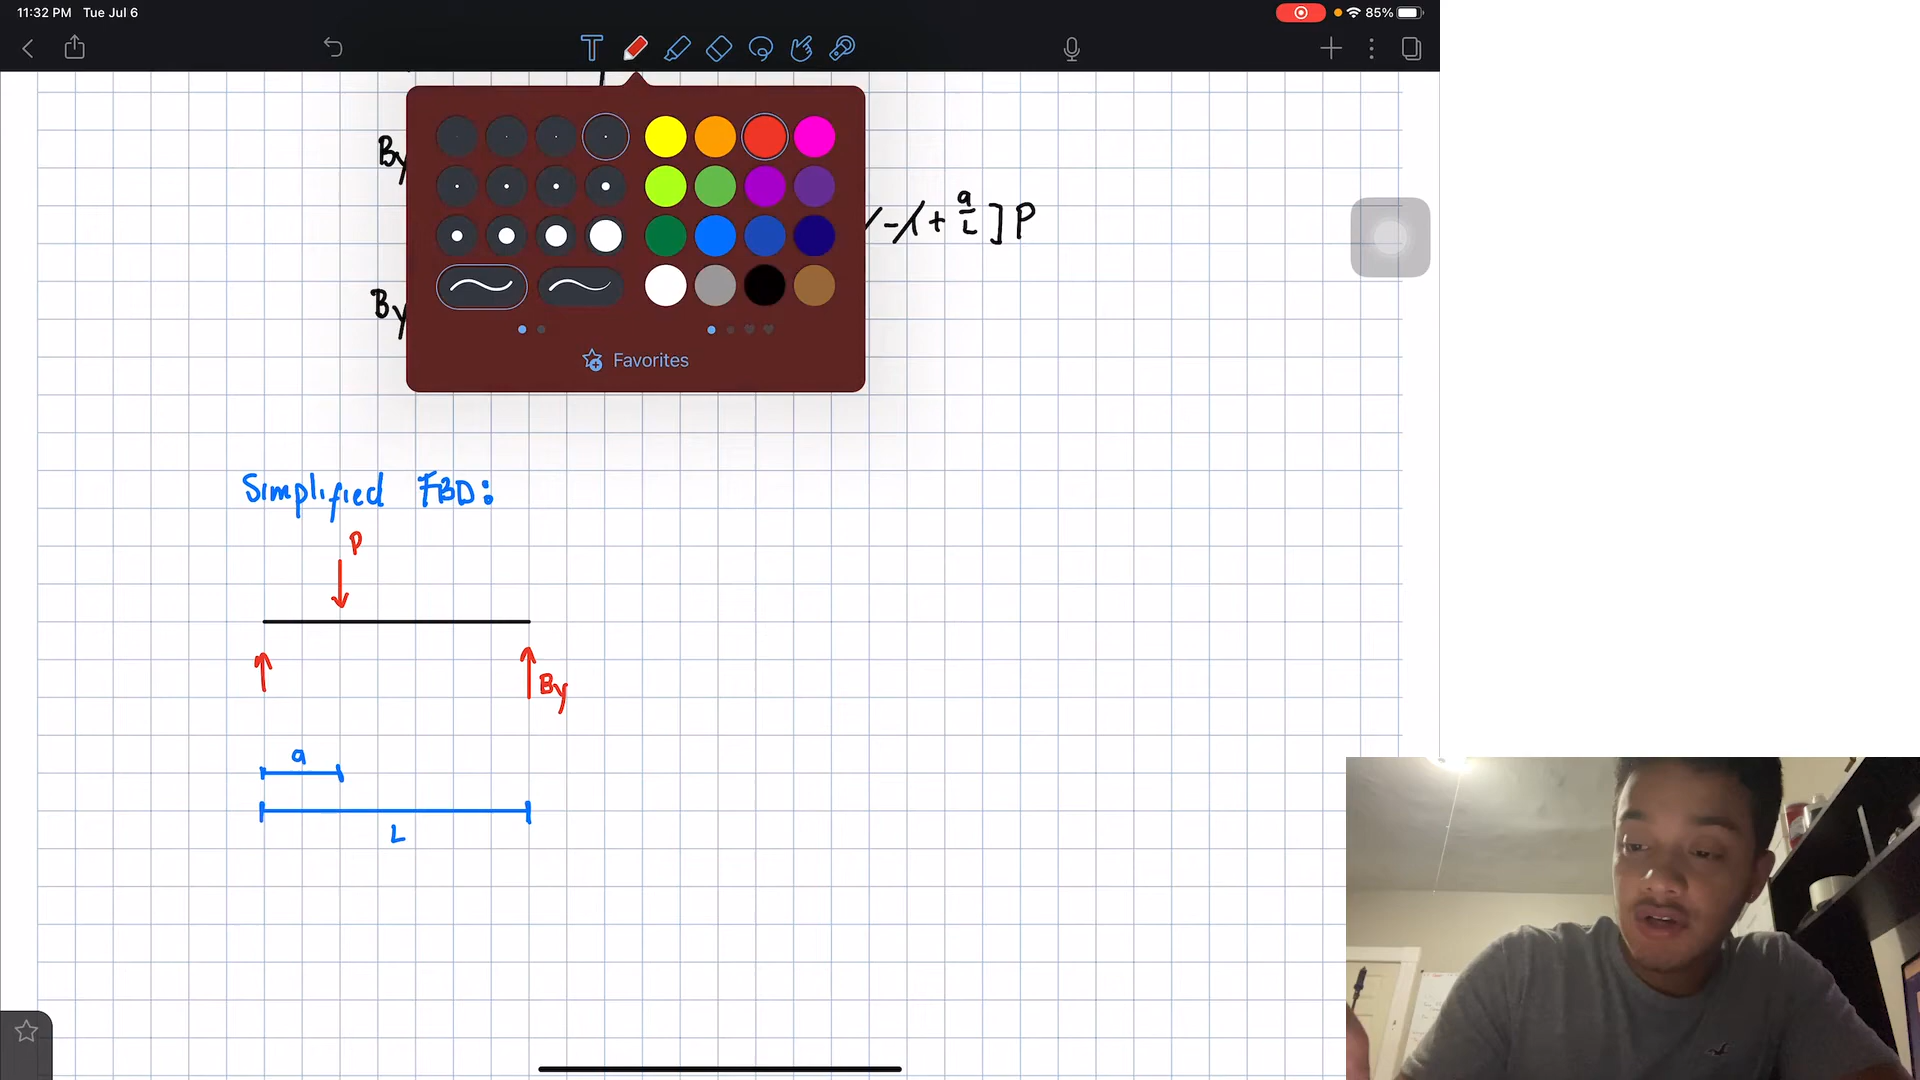 11:32 PM Tue Jul 6 85%
T
By
- 1 + a/L ] P
By
Favorites
Simplified FBD:
P
By
a
L